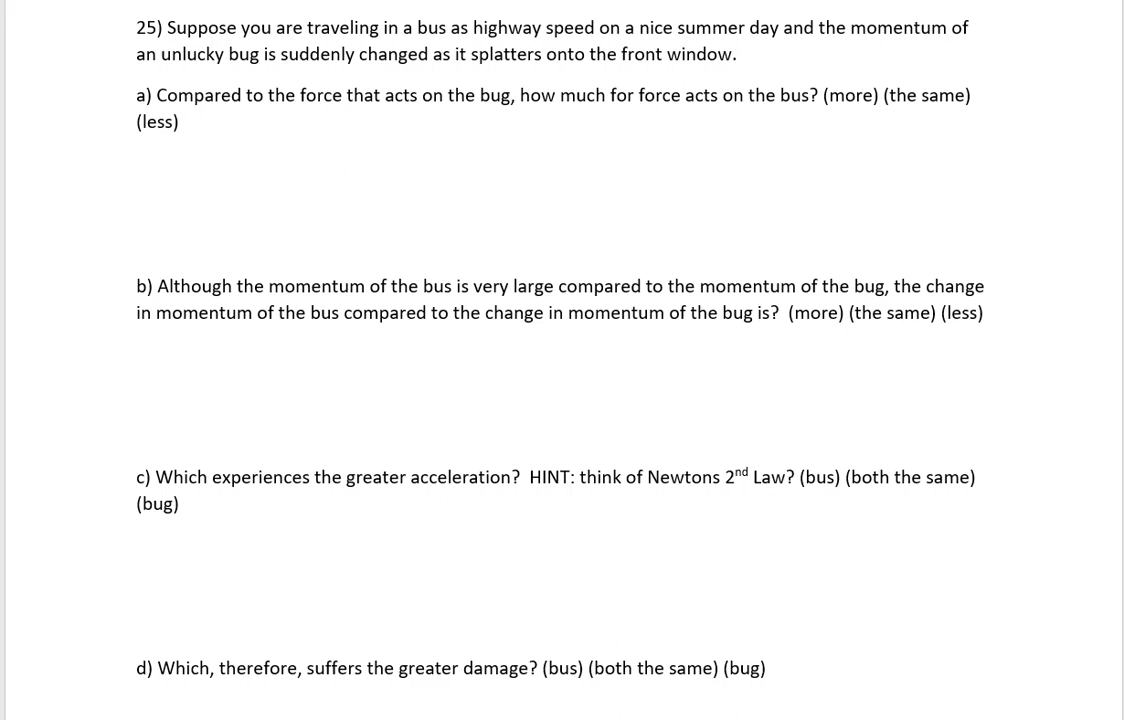 25) Suppose you are traveling in a bus as highway speed on a nice summer day and the momentum of
an unlucky bug is suddenly changed as it splatters onto the front window.
a) Compared to the force that acts on the bug, how much for force acts on the bus? (more) (the same)
(less)
b) Although the momentum of the bus is very large compared to the momentum of the bug, the change
in momentum of the bus compared to the change in momentum of the bug is?  (more) (the same) (less)
c) Which experiences the greater acceleration?  HINT: think of Newtons 2nd Law? (bus) (both the same)
(bug)
d) Which, therefore, suffers the greater damage? (bus) (both the same) (bug)